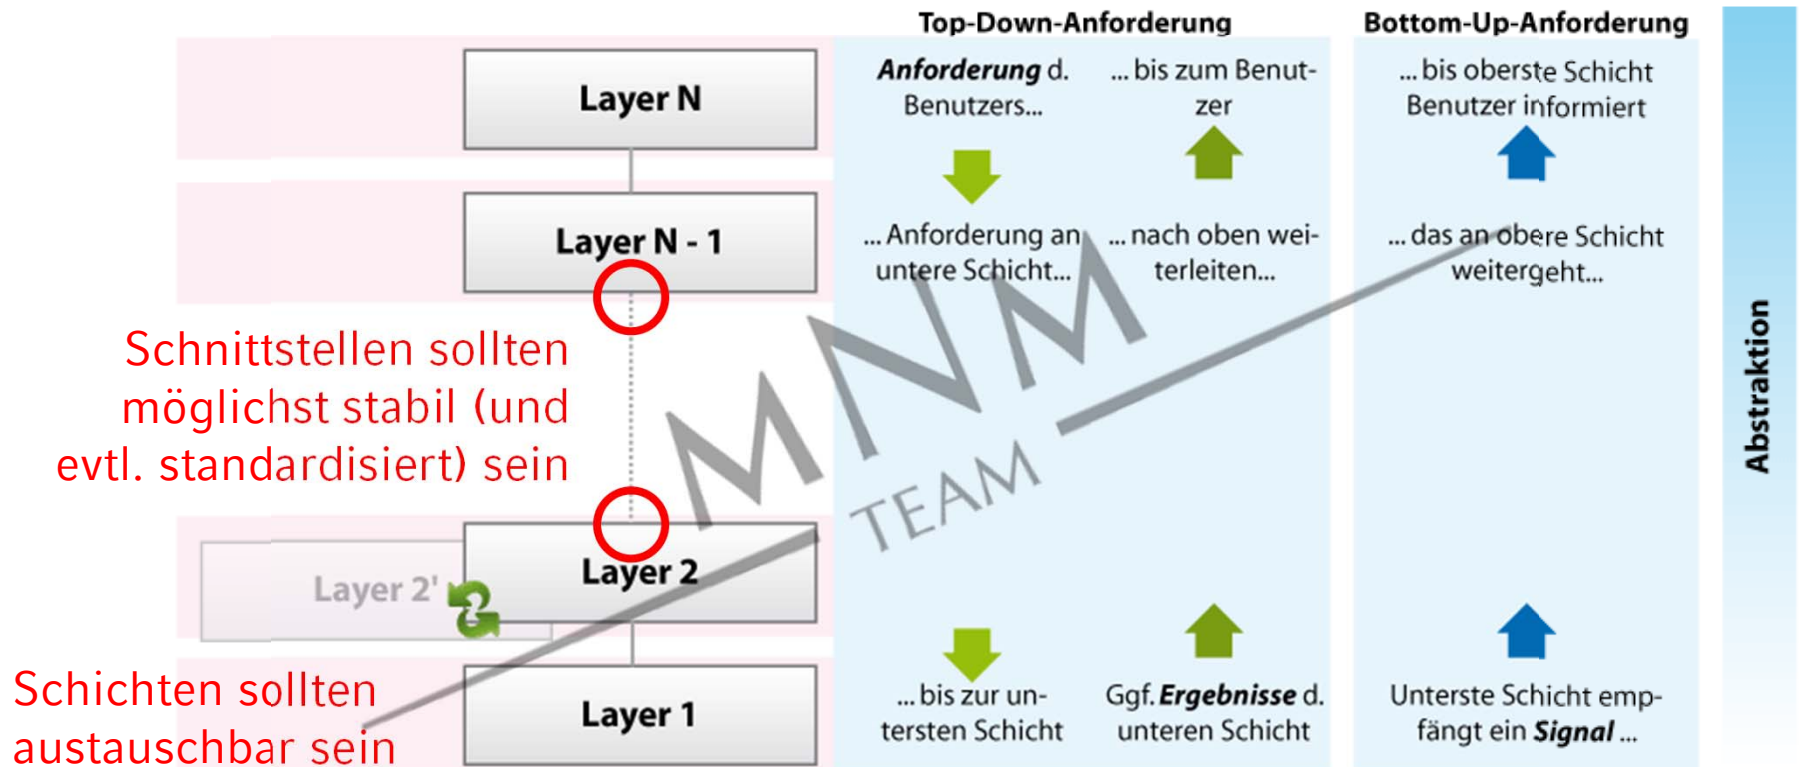 Top-Down-Anforderung
Bottom-Up-Anforderung
Layer N
Anforderung d.
Benutzers...
... bis zum Benut-
zer
... bis oberste Schicht
Benutzer informiert
Layer N - 1
... Anforderung an
untere Schicht...
... nach oben wei-
terleiten...
... das an obere Schicht
weitergeht...
Schnittstellen sollten
möglichst stabil (und
evtl. standardisiert) sein
MNM
TEAM
Abstraktion
Layer 2'
Layer 2
Schichten sollten
austauschbar sein
Layer 1
... bis zur un-
tersten Schicht
Ggf. Ergebnisse d.
unteren Schicht
Unterste Schicht emp-
fängt ein Signal ...